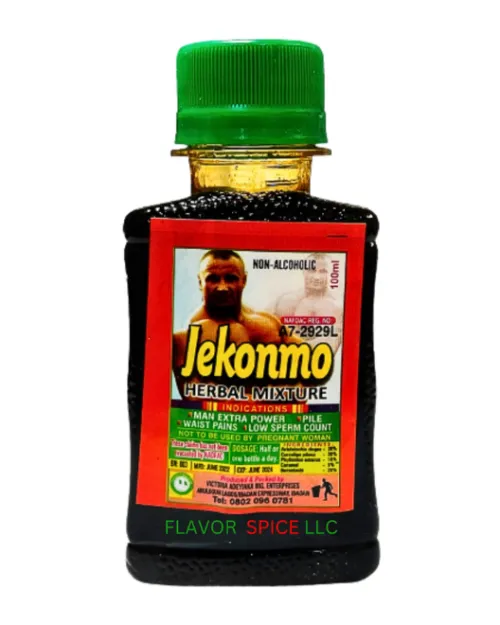 NON-ALCOHOLIC
100ml
NAFDAC REG. NO:
A7-2929L
Jekonmo
HERBAL MIXTURE
INDICATIONS
MAN EXTRA POWER PILE
WAIST PAINS LOW SPERM COUNT
NOT TO BE USED BY PREGNANT WOMAN
DOSAGE: Half or
one bottle a day.
MFD: JUNE 2022 EXP: JUNE 2024
Produced & Packed by
VICTORIA ADEYINKA BIG. ENTERPRISES
Tel: 0802 096 0781
FLAVOR SPICE LLC